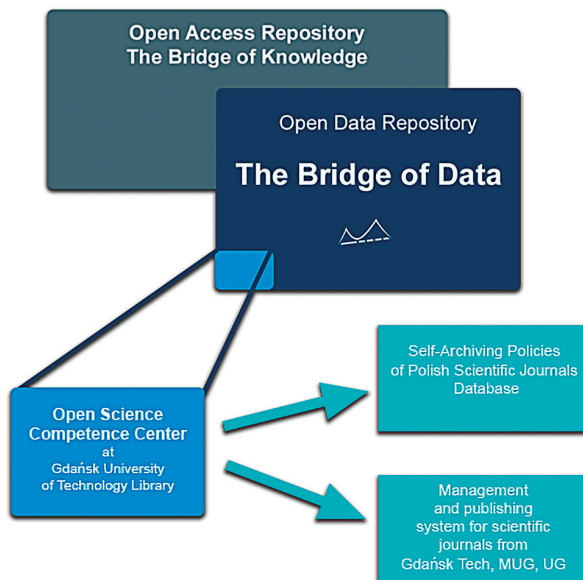 Open Access Repository
The Bridge of Knowledge
Open Data Repository
The Bridge of Data
Open Science
Competence Center
at
Gdańsk University
of Technology Library
Self-Archiving Policies
of Polish Scientific Journals
Database
Management
and publishing
system for scientific
journals from
Gdańsk Tech, MUG, UG